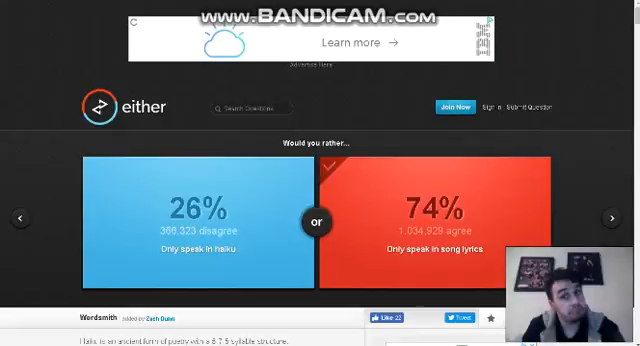 www.BANDICAM.com
Learn more →
IBM
Advertise Here
either
Search Questions
Join Now
Sign in
Submit Question
Would you rather...
26%
74%
or
366,323 disagree
1,034,929 agree
Only speak in haiku
Only speak in song lyrics
Wordsmith added by Zach Dunn
Like 22
Tweet
Haiku is an ancient form of poetry with a 5-7-5 syllable structure.